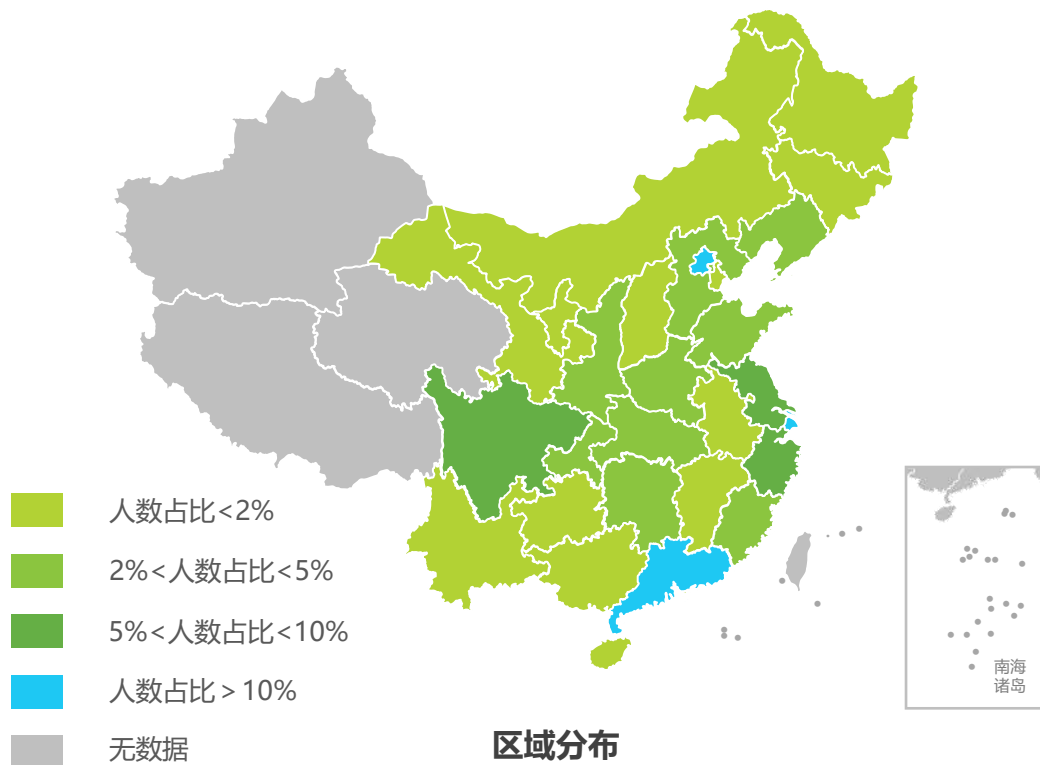 人数占比<2%
2%<人数占比<5%
5%<人数占比<10%
人数占比>10%
无数据
区域分布
南海
诸岛